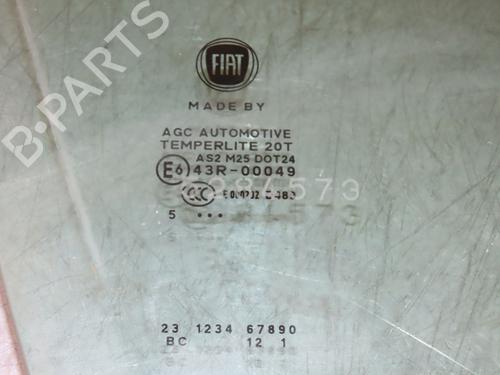 FIAT
MADE BY
AGC AUTOMOTIVE
TEMPERLITE 20T
AS2 M25 DOT24
E6 43R-00049
CCC
5 •••
23 1234 67890
BC 12 1
B-PARTS